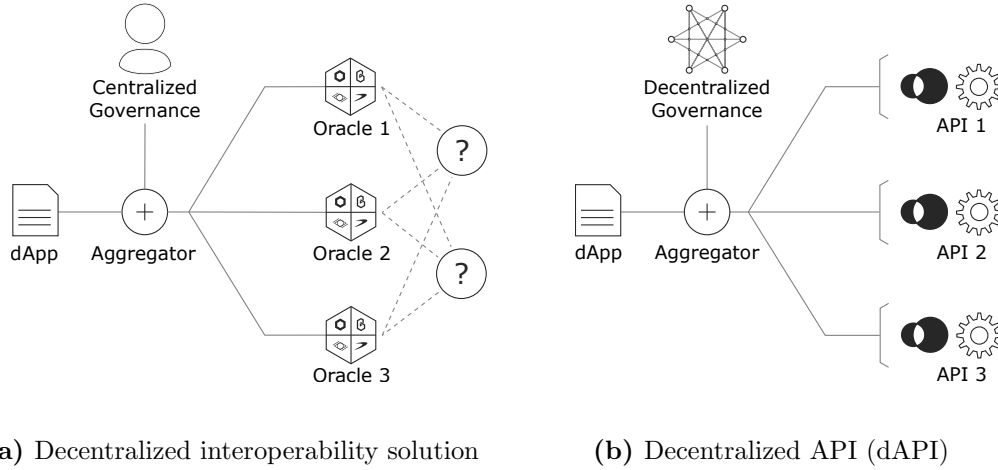 Centralized
Governance
Oracle 1
?
dApp
+
Aggregator
Oracle 2
?
Oracle 3
a) Decentralized interoperability solution
Decentralized
Governance
API 1
dApp
+
Aggregator
API 2
API 3
(b) Decentralized API (dAPI)